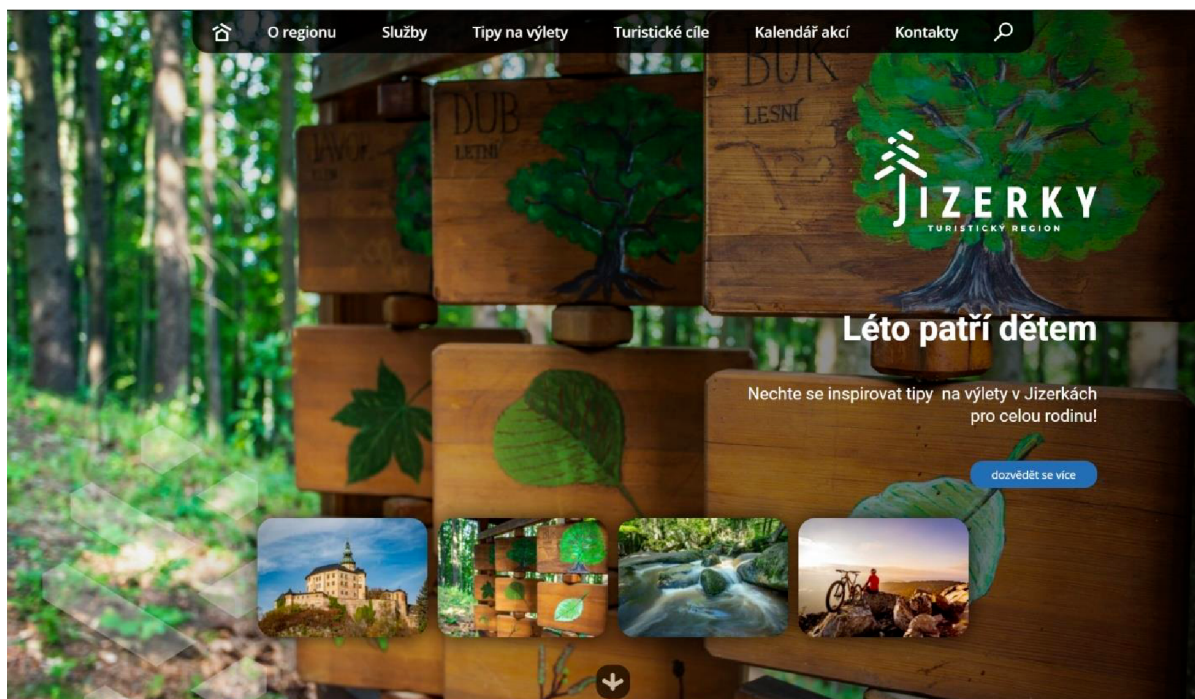 O regionu
Služby
Tipy na výlety
Turistické cíle
Kalendář akcí
Kontakty
BUK
LESNÍ
DUB
LETNÍ
JAVOR
JIZERKY
TURISTICKÝ REGION
Léto patří dětem
Nechte se inspirovat tipy na výlety v Jizerkách
pro celou rodinu!
dozvědět se více